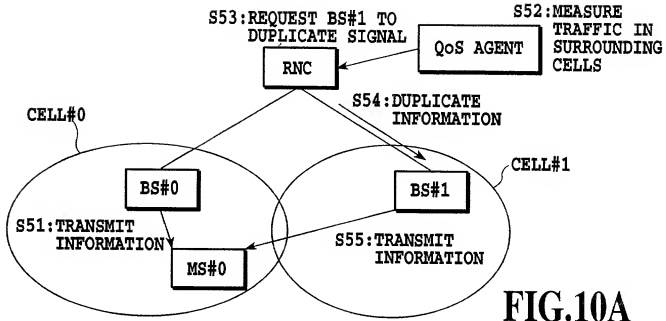 S53:REQUEST BS#1 TO
DUPLICATE SIGNAL
S52:MEASURE
TRAFFIC IN
SURROUNDING
CELLS
RNC
QoS AGENT
S54:DUPLICATE
INFORMATION
CELL#0
CELL#1
BS#0
BS#1
S51:TRANSMIT
INFORMATION
S55:TRANSMIT
INFORMATION
MS#0
FIG.10A